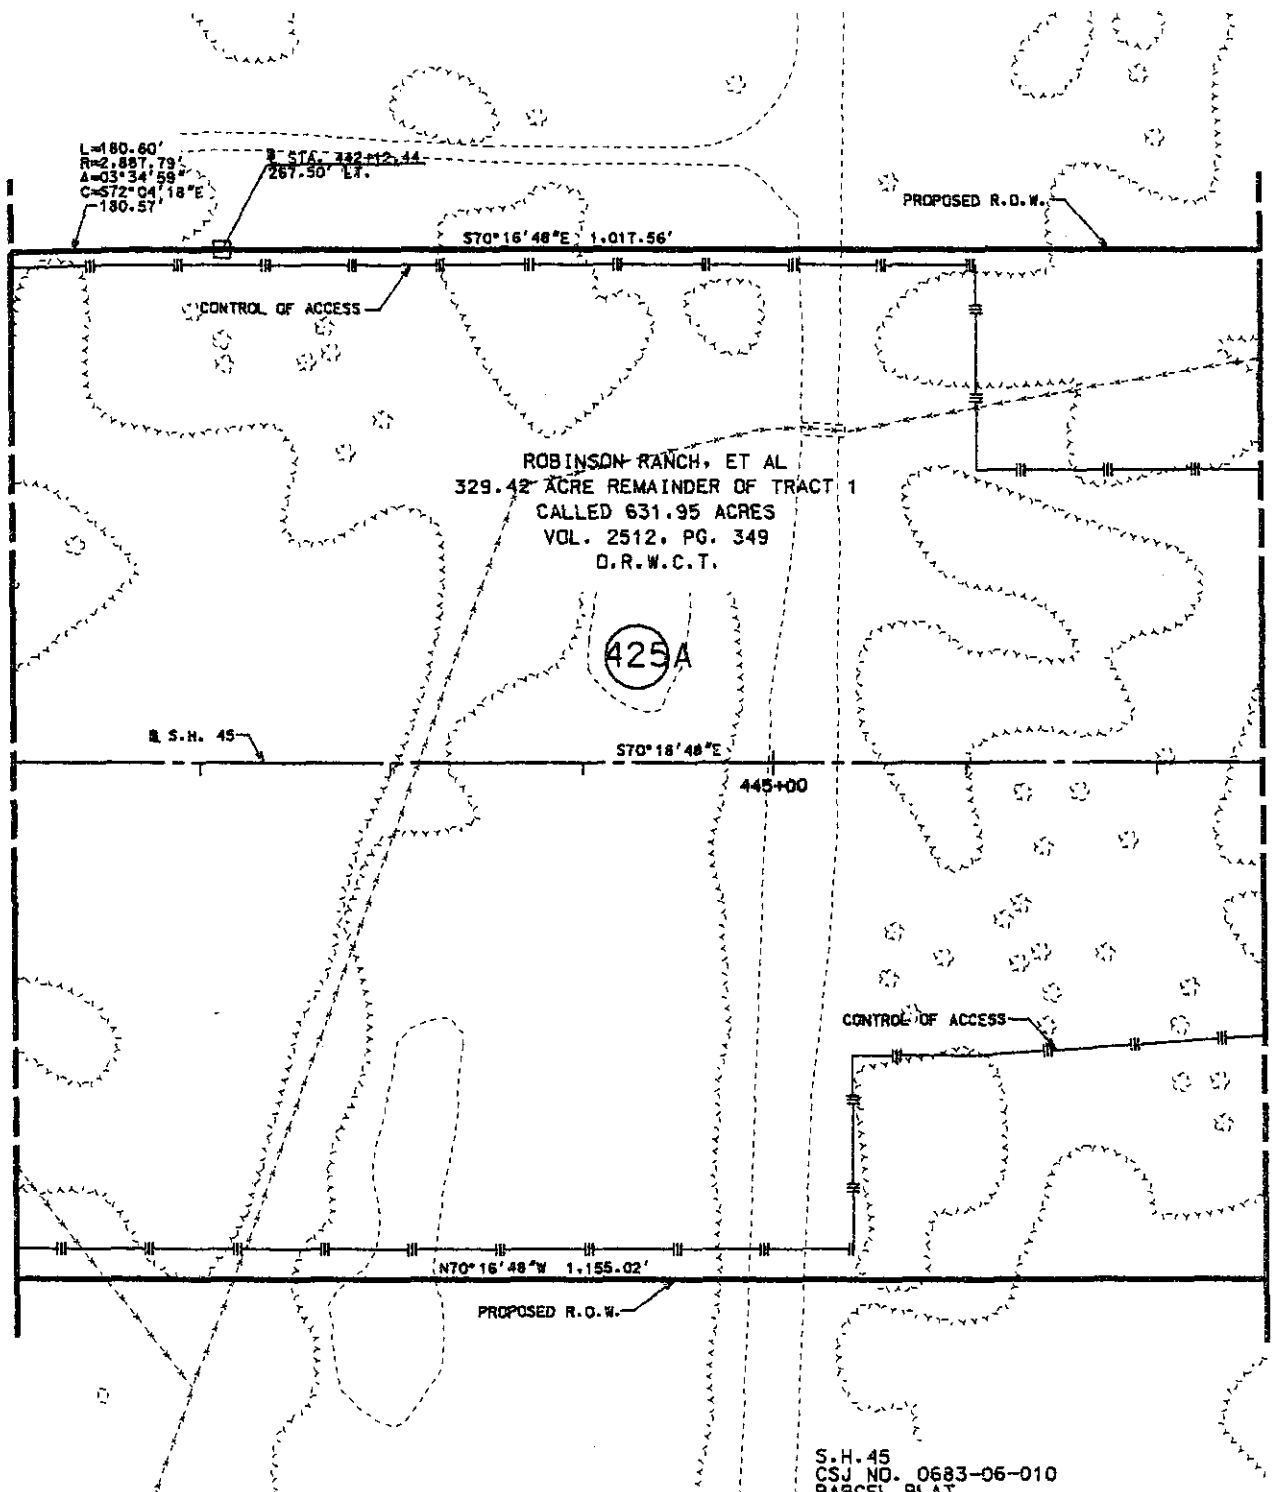 L=180.60'
R=2,887.79'
Δ=03°34'59"
C=S72°04'18"E
180.57'
℄ STA. 442+12.44
267.50' LT.
PROPOSED R.O.W.
S70°16'48"E 1,017.56'
CONTROL OF ACCESS
ROBINSON RANCH, ET AL
329.42 ACRE REMAINDER OF TRACT 1
CALLED 631.95 ACRES
VOL. 2512, PG. 349
D.R.W.C.T.
425A
℄ S.H. 45
S70°16'48"E
445+00
CONTROL OF ACCESS
N70°16'48"W 1,155.02'
PROPOSED R.O.W.
S.H.45
CSJ NO. 0683-06-010
PARCEL PLAT